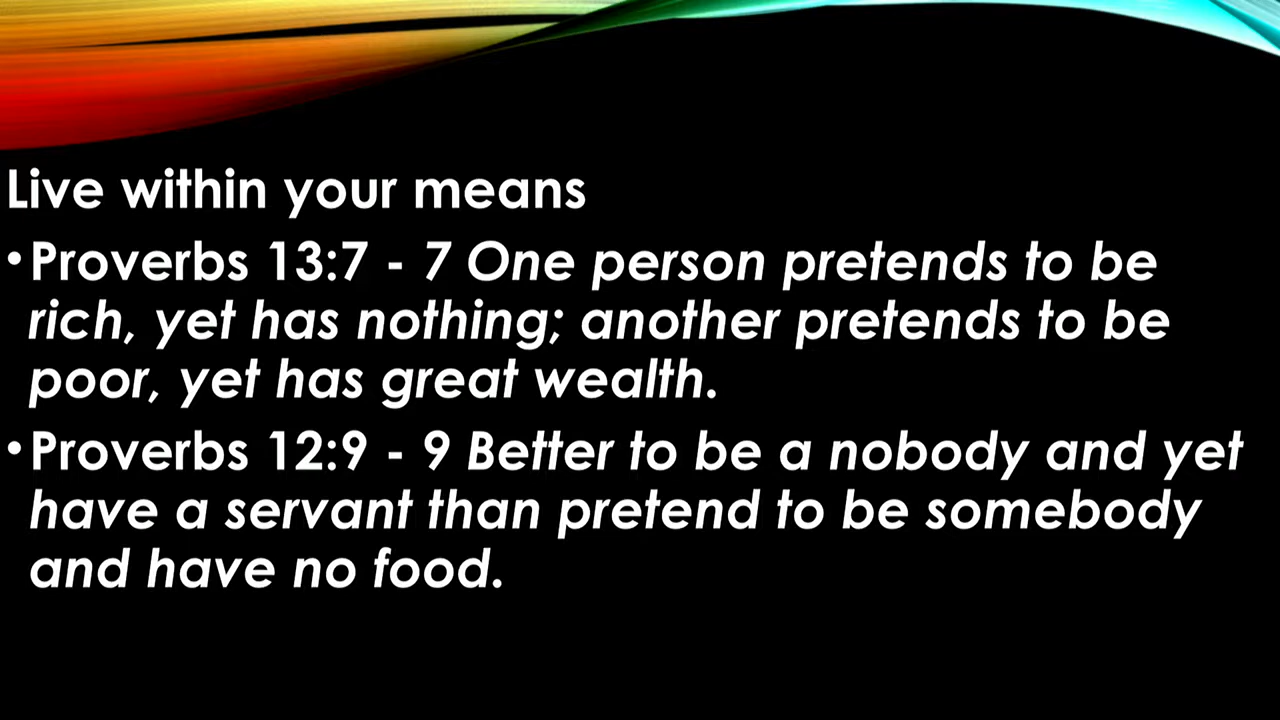 Live within your means
•Proverbs 13:7 - 7 One person pretends to be
rich, yet has nothing; another pretends to be
poor, yet has great wealth.
•Proverbs 12:9 - 9 Better to be a nobody and yet
have a servant than pretend to be somebody
and have no food.